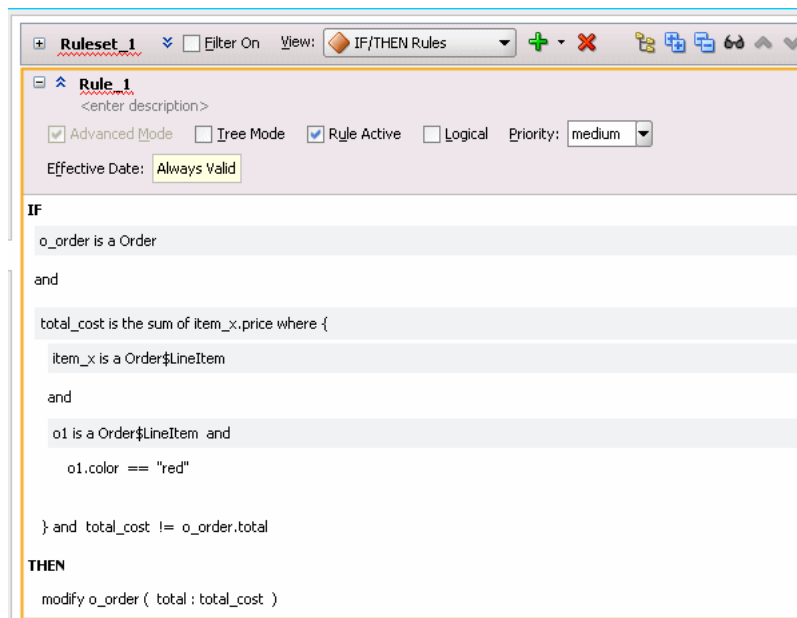 Ruleset_1 Filter On View: IF/THEN Rules
Rule_1
<enter description>
Advanced Mode Tree Mode Rule Active Logical Priority: medium
Effective Date: Always Valid
IF
o_order is a Order
and
total_cost is the sum of item_x.price where {
item_x is a Order$LineItem
and
o1 is a Order$LineItem and
o1.color == "red"
} and total_cost != o_order.total
THEN
modify o_order ( total : total_cost )